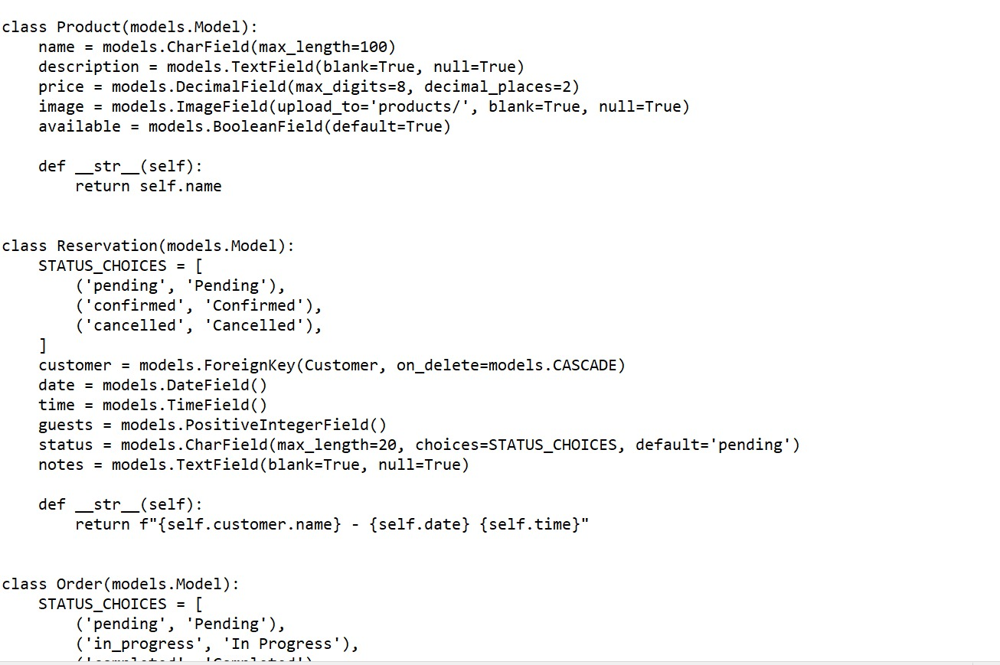 class Product(models.Model):
    name = models.CharField(max_length=100)
    description = models.TextField(blank=True, null=True)
    price = models.DecimalField(max_digits=8, decimal_places=2)
    image = models.ImageField(upload_to='products/', blank=True, null=True)
    available = models.BooleanField(default=True)

    def __str__(self):
        return self.name


class Reservation(models.Model):
    STATUS_CHOICES = [
        ('pending', 'Pending'),
        ('confirmed', 'Confirmed'),
        ('cancelled', 'Cancelled'),
    ]
    customer = models.ForeignKey(Customer, on_delete=models.CASCADE)
    date = models.DateField()
    time = models.TimeField()
    guests = models.PositiveIntegerField()
    status = models.CharField(max_length=20, choices=STATUS_CHOICES, default='pending')
    notes = models.TextField(blank=True, null=True)

    def __str__(self):
        return f"{self.customer.name} - {self.date} {self.time}"


class Order(models.Model):
    STATUS_CHOICES = [
        ('pending', 'Pending'),
        ('in_progress', 'In Progress'),